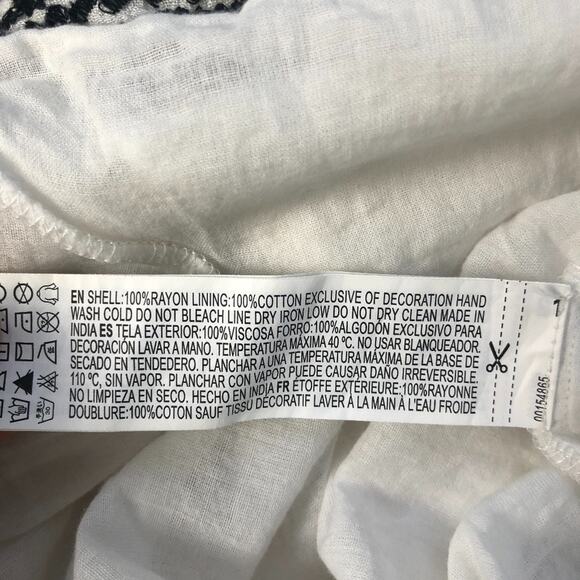 EN SHELL:100%RAYON LINING:100%COTTON EXCLUSIVE OF DECORATION HAND
WASH COLD DO NOT BLEACH LINE DRY IRON LOW DO NOT DRY CLEAN MADE IN
INDIA ES TELA EXTERIOR:100%VISCOSA FORRO:100%ALGODÓN EXCLUSIVO PARA
DECORACIÓN LAVAR A MANO. TEMPERATURA MÁXIMA 40 ºC. NO USAR BLANQUEADOR.
SECADO EN TENDEDERO. PLANCHAR A UNA TEMPERATURA MÁXIMA DE LA BASE DE
110 ºC, SIN VAPOR. PLANCHAR CON VAPOR PUEDE CAUSAR DAÑO IRREVERSIBLE.
NO LIMPIEZA EN SECO. HECHO EN INDIA FR ÉTOFFE EXTÉRIEURE:100%RAYONNE
DOUBLURE:100%COTON SAUF TISSU DÉCORATIF LAVER À LA MAIN À L'EAU FROIDE
00154865
1